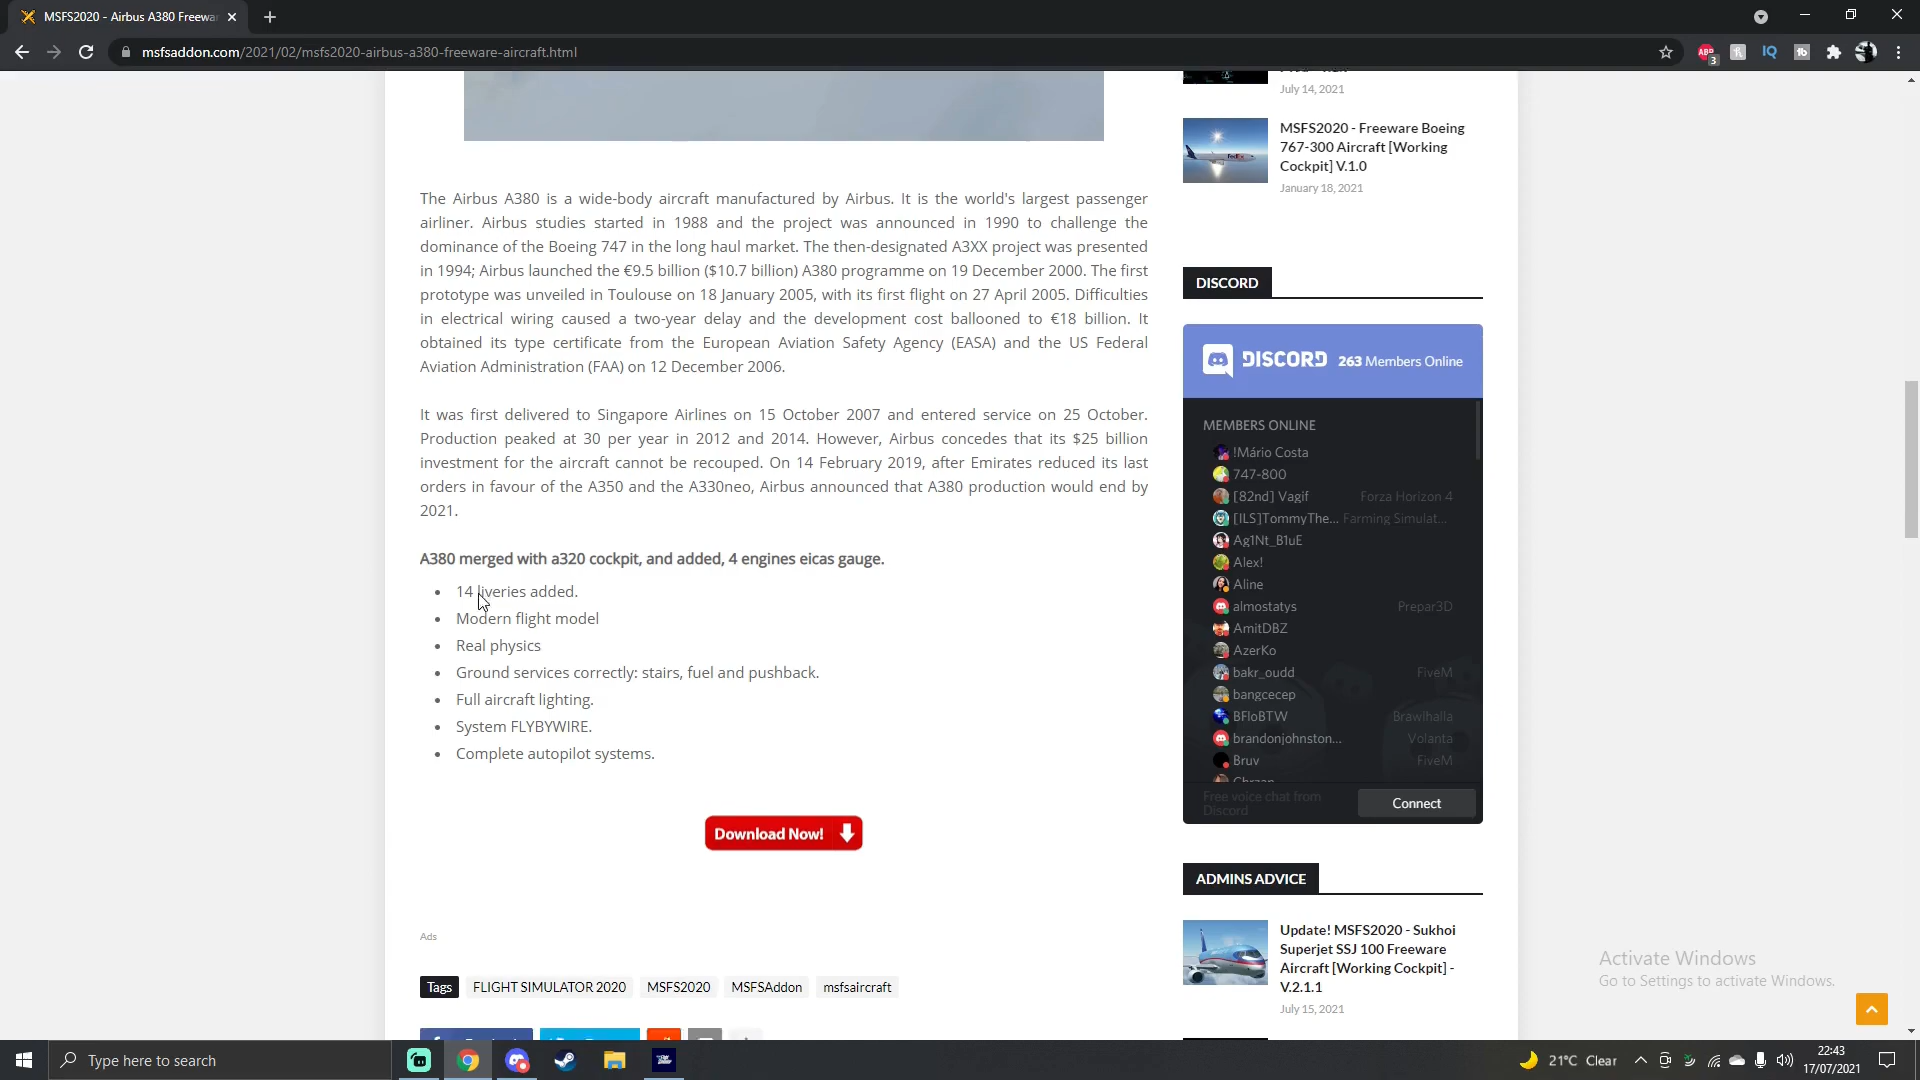 MSFS2020 - Airbus A380 Freewar
msfsaddon.com/2021/02/msfs2020-airbus-a380-freeware-aircraft.html
ABP
3
IQ
The Airbus A380 is a wide-body aircraft manufactured by Airbus. It is the world's largest passenger
airliner. Airbus studies started in 1988 and the project was announced in 1990 to challenge the
dominance of the Boeing 747 in the long haul market. The then-designated A3XX project was presented
in 1994; Airbus launched the €9.5 billion ($10.7 billion) A380 programme on 19 December 2000. The first
prototype was unveiled in Toulouse on 18 January 2005, with its first flight on 27 April 2005. Difficulties
in electrical wiring caused a two-year delay and the development cost ballooned to €18 billion. It
obtained its type certificate from the European Aviation Safety Agency (EASA) and the US Federal
Aviation Administration (FAA) on 12 December 2006.
It was first delivered to Singapore Airlines on 15 October 2007 and entered service on 25 October.
Production peaked at 30 per year in 2012 and 2014. However, Airbus concedes that its $25 billion
investment for the aircraft cannot be recouped. On 14 February 2019, after Emirates reduced its last
orders in favour of the A350 and the A330neo, Airbus announced that A380 production would end by
2021.
A380 merged with a320 cockpit, and added, 4 engines eicas gauge.
14 liveries added.
Modern flight model
Real physics
Ground services correctly: stairs, fuel and pushback.
Full aircraft lighting.
System FLYBYWIRE.
Complete autopilot systems.
Download Now!
Ads
Tags FLIGHT SIMULATOR 2020 MSFS2020 MSFSAddon msfsaircraft
July 14, 2021
MSFS2020 - Freeware Boeing
767-300 Aircraft [Working
Cockpit] V.1.0
January 18, 2021
DISCORD
DISCORD 263 Members Online
MEMBERS ONLINE
!Mário Costa
747-800
[82nd] Vagif Forza Horizon 4
[ILS]TommyThe... Farming Simulat...
Ag1Nt_B1uE
Alex!
Aline
almostatys Prepar3D
AmitDBZ
AzerKo
bakr_oudd FiveM
bangcecep
BFloBTW Brawlhalla
brandonjohnston... Volanta
Bruv FiveM
Free voice chat from
Discord
Connect
ADMINS ADVICE
Update! MSFS2020 - Sukhoi
Superjet SSJ 100 Freeware
Aircraft [Working Cockpit] -
V.2.1.1
July 15, 2021
Activate Windows
Go to Settings to activate Windows.
Type here to search
21°C Clear
22:43
17/07/2021